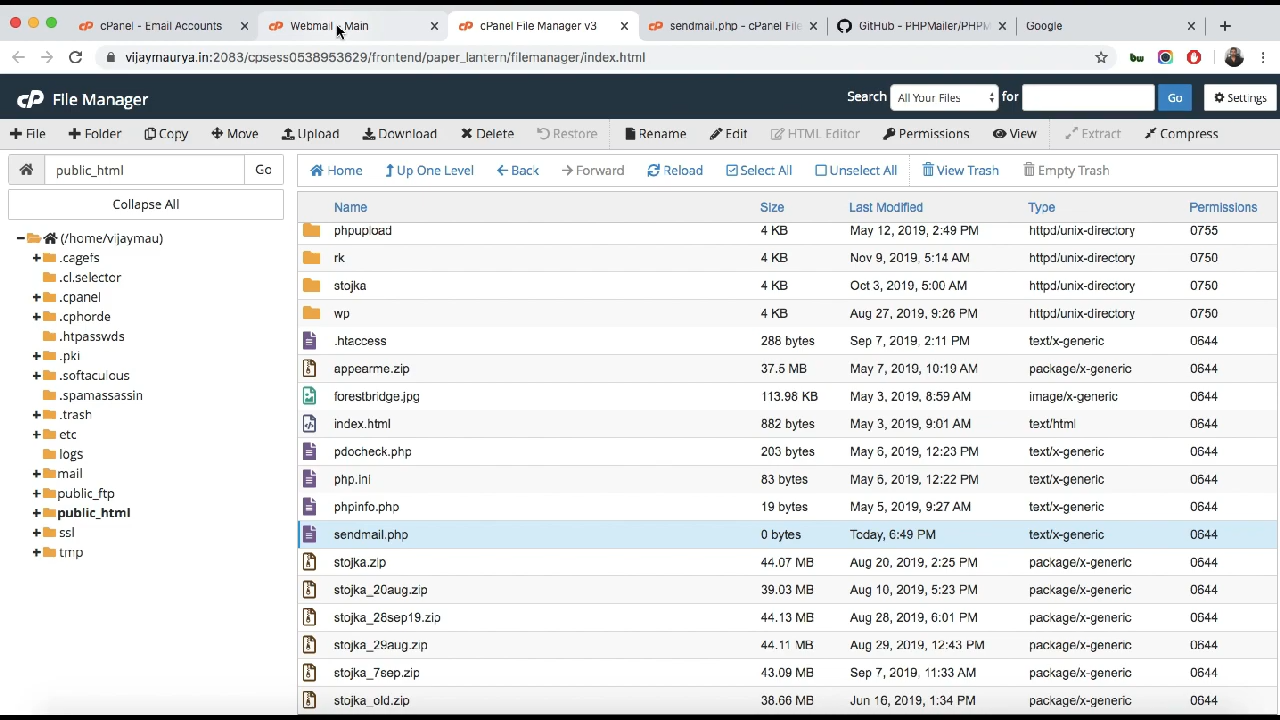 cPanel - Email Accounts
Webmail - Main
cPanel File Manager v3
sendmail.php - cPanel File
GitHub - PHPMailer/PHPM
Google
vijaymaurya.in:2083/cpsess0538953629/frontend/paper_lantern/filemanager/index.html
bw
cP File Manager
Search All Your Files for Go Settings
File Folder Copy Move Upload Download Delete Restore Rename Edit HTML Editor Permissions View Extract Compress
public_html Go
Home Up One Level Back Forward Reload Select All Unselect All View Trash Empty Trash
Collapse All
(/home/vijaymau)
.cagefs
.cl.selector
.cpanel
.cphorde
.htpasswds
.pki
.softaculous
.spamassassin
.trash
etc
logs
mail
public_ftp
public_html
ssl
tmp
Name Size Last Modified Type Permissions
phpupload 4 KB May 12, 2019, 2:49 PM httpd/unix-directory 0755
rk 4 KB Nov 9, 2019, 5:14 AM httpd/unix-directory 0750
stojka 4 KB Oct 3, 2019, 5:00 AM httpd/unix-directory 0750
wp 4 KB Aug 27, 2019, 9:26 PM httpd/unix-directory 0750
.htaccess 288 bytes Sep 7, 2019, 2:11 PM text/x-generic 0644
appearme.zip 37.5 MB May 7, 2019, 10:19 AM package/x-generic 0644
forestbridge.jpg 113.98 KB May 3, 2019, 8:59 AM image/x-generic 0644
index.html 882 bytes May 3, 2019, 9:01 AM text/html 0644
pdocheck.php 203 bytes May 6, 2019, 12:23 PM text/x-generic 0644
php.ini 83 bytes May 6, 2019, 12:22 PM text/x-generic 0644
phpinfo.php 19 bytes May 5, 2019, 9:27 AM text/x-generic 0644
sendmail.php 0 bytes Today, 6:49 PM text/x-generic 0644
stojka.zip 44.07 MB Aug 20, 2019, 2:25 PM package/x-generic 0644
stojka_20aug.zip 39.03 MB Aug 10, 2019, 5:23 PM package/x-generic 0644
stojka_28sep19.zip 44.13 MB Aug 28, 2019, 6:01 PM package/x-generic 0644
stojka_29aug.zip 44.11 MB Aug 29, 2019, 12:43 PM package/x-generic 0644
stojka_7sep.zip 43.09 MB Sep 7, 2019, 11:33 AM package/x-generic 0644
stojka_old.zip 38.66 MB Jun 16, 2019, 1:34 PM package/x-generic 0644